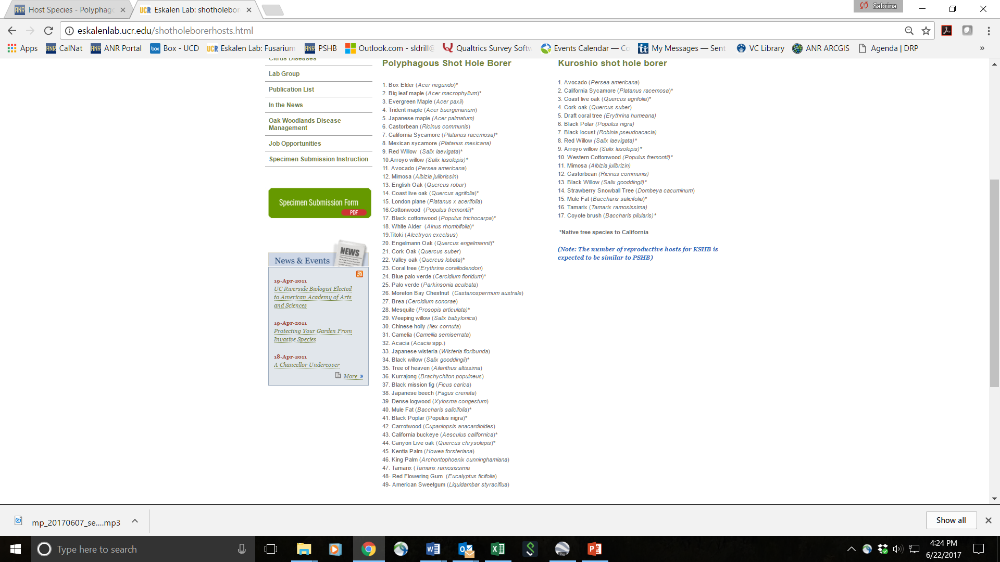 Host Species - Polyphago
Eskalen Lab: shotholebor
Sabrina
eskalenlab.ucr.edu/shotholeborerhosts.html
Apps
CalNat
ANR Portal
Box - UCD
Eskalen Lab: Fusarium
PSHB
Outlook.com - sldrill@
Qualtrics Survey Softw
Events Calendar — Co
My Messages — Sent
VC Library
ANR ARCGIS
Agenda | DRP
»
Citrus Diseases
Lab Group
Publication List
In the News
Oak Woodlands Disease
Management
Job Opportunities
Specimen Submission Instruction
Specimen Submission Form
PDF
NEWS
News & Events
19-Apr-2011
UC Riverside Biologist Elected
to American Academy of Arts
and Sciences
19-Apr-2011
Protecting Your Garden From
Invasive Species
18-Apr-2011
A Chancellor Undercover
More »
Polyphagous Shot Hole Borer
1. Box Elder (Acer negundo)*
2. Big leaf maple (Acer macrophyllum)*
3. Evergreen Maple (Acer paxii)
4. Trident maple (Acer buergerianum)
5. Japanese maple (Acer palmatum)
6. Castorbean (Ricinus communis)
7. California Sycamore (Platanus racemosa)*
8. Mexican sycamore (Platanus mexicana)
9. Red Willow  (Salix laevigata)*
10.Arroyo willow (Salix lasolepis)*
11. Avocado (Persea americana)
12. Mimosa (Albizia julibrissin)
13. English Oak (Quercus robur)
14. Coast live oak (Quercus agrifolia)*
15. London plane (Platanus x acerifolia)
16.Cottonwood  (Populus fremontii)*
17. Black cottonwood (Populus trichocarpa)*
18. White Alder  (Alnus rhombifolia)*
19.Titoki (Alectryon excelsus)
20. Engelmann Oak (Quercus engelmannii)*
21. Cork Oak (Quercus suber)
22. Valley oak (Quercus lobata)*
23. Coral tree (Erythrina corallodendon)
24. Blue palo verde (Cercidium floridum)*
25. Palo verde (Parkinsonia aculeata)
26. Moreton Bay Chestnut  (Castanospermum australe)
27. Brea (Cercidium sonorae)
28. Mesquite (Prosopis articulata)*
29. Weeping willow (Salix babylonica)
30. Chinese holly (Ilex cornuta)
31. Camelia (Camellia semiserrata)
32. Acacia (Acacia spp.)
33. Japanese wisteria (Wisteria floribunda)
34. Black willow (Salix gooddingii)*
35. Tree of heaven (Ailanthus altissima)
36. Kurrajong (Brachychiton populneus)
37. Black mission fig (Ficus carica)
38. Japanese beech (Fagus crenata)
39. Dense logwood (Xylosma congestum)
40. Mule Fat (Baccharis salicifolia)*
41. Black Poplar (Populus nigra)*
42. Carrotwood (Cupaniopsis anacardioides)
43. California buckeye (Aesculus californica)*
44. Canyon Live oak (Quercus chrysolepis)*
45. Kentia Palm (Howea forsteriana)
46. King Palm (Archontophoenix cunninghamiana)
47. Tamarix (Tamarix ramosissima
48- Red Flowering Gum  (Eucalyptus ficifolia)
49- American Sweetgum (Liquidambar styraciflua)
Kuroshio shot hole borer
1. Avocado (Persea americana)
2. California Sycamore (Platanus racemosa)*
3. Coast live oak (Quercus agrifolia)*
4. Cork oak (Quercus suber)
5. Draft coral tree (Erythrina humeana)
6. Black Polar (Populus nigra)
7. Black locust (Robinia pseudoacacia)
8. Red Willow (Salix laevigata)*
9. Arroyo willow (Salix lasolepis)*
10. Western Cottonwood (Populus fremontii)*
11. Mimosa (Albizia julibrizin)
12. Castorbean (Ricinus communis)
13. Black Willow (Salix gooddingii)*
14. Strawberry Snowball Tree (Dombeya cacuminum)
15. Mule Fat (Baccharis salicifolia)*
16. Tamarix (Tamarix ramosissima)
17. Coyote brush (Baccharis pilularis)*
*Native tree species to California
(Note: The number of reproductive hosts for KSHB is
expected to be similar to PSHB)
mp_20170607_se....mp3
Show all
Type here to search
4:24 PM
6/22/2017